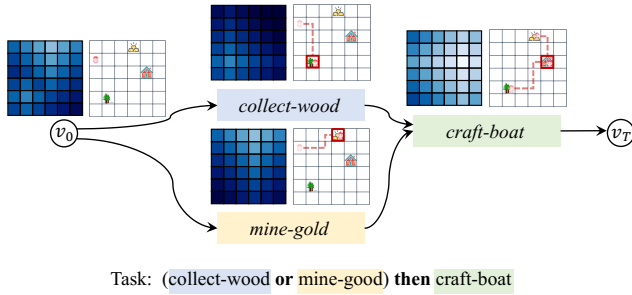 v0
collect-wood
craft-boat
vT
mine-gold
Task: (collect-wood or mine-good) then craft-boat